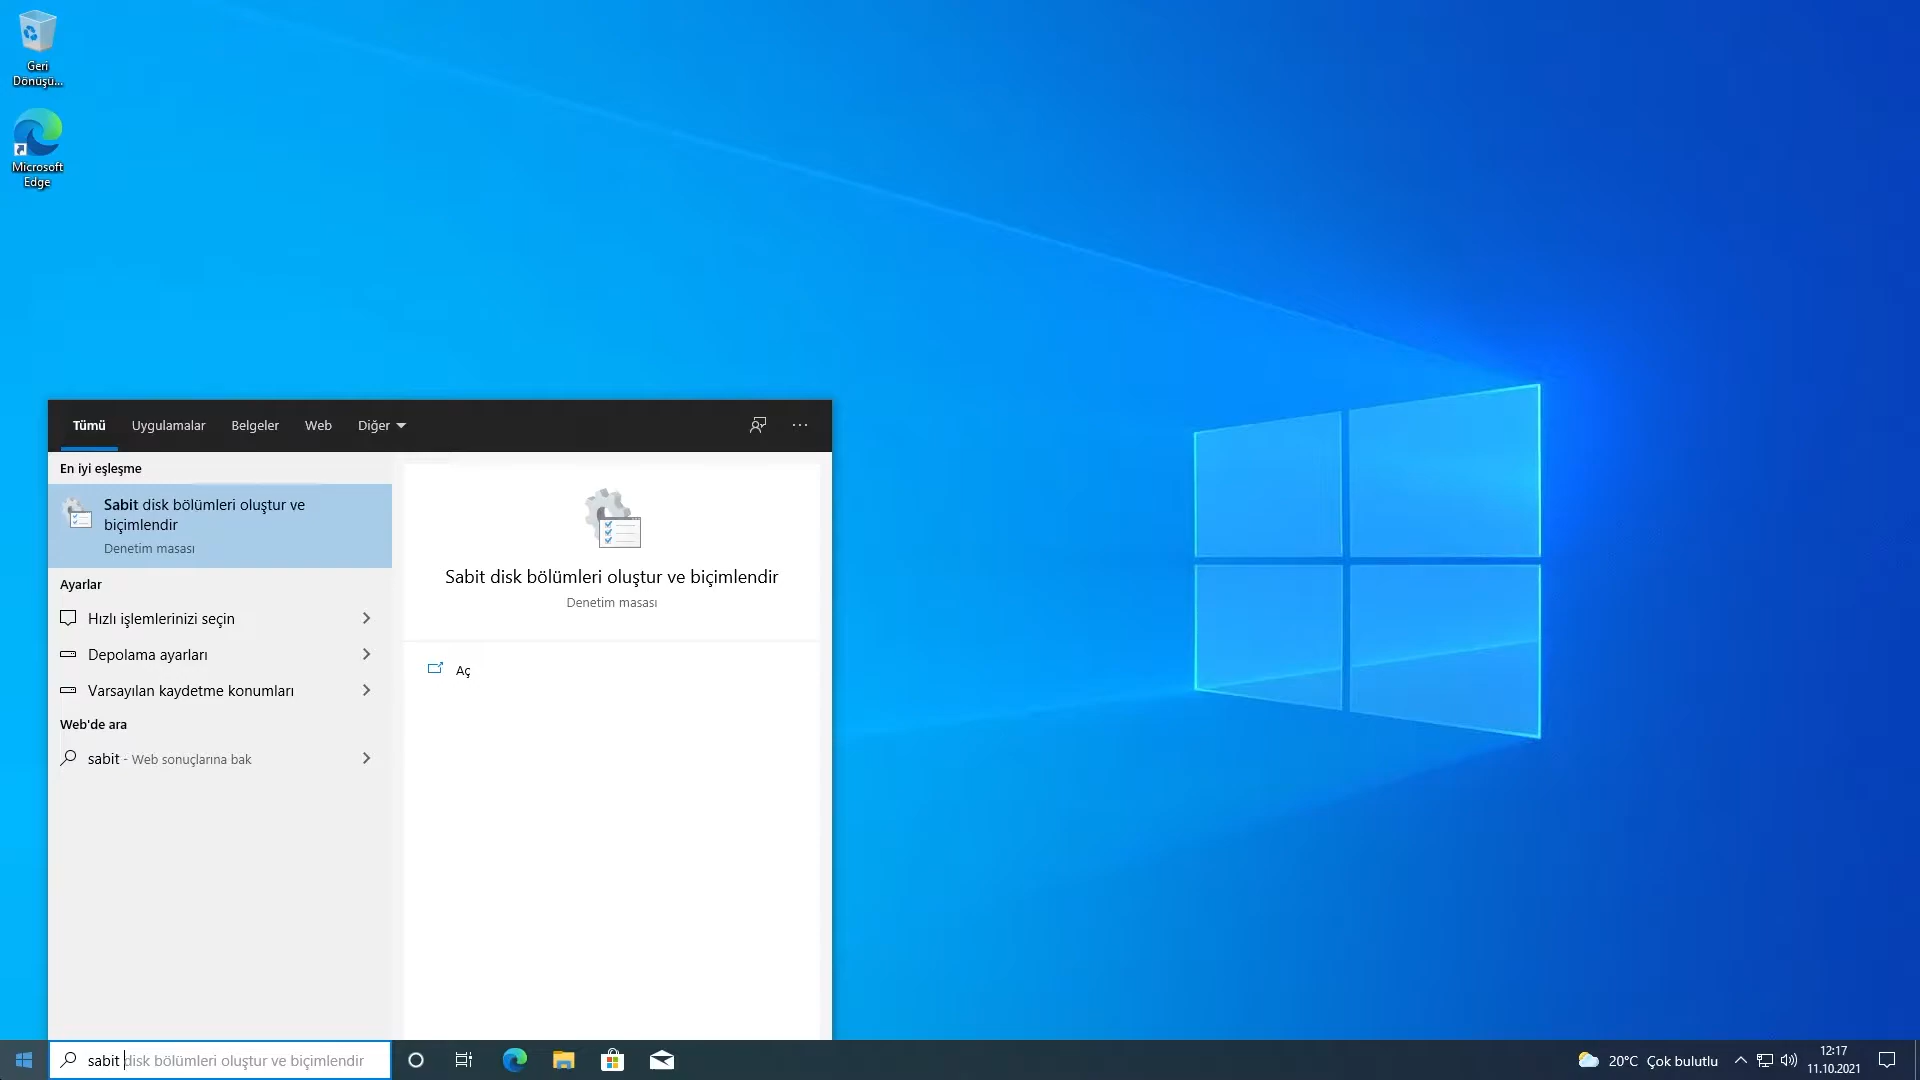 Geri
Dönüşü...
Microsoft
Edge
Tümü
Uygulamalar
Belgeler
Web
Diğer
En iyi eşleşme
Sabit disk bölümleri oluştur ve
biçimlendir
Denetim masası
Ayarlar
Hızlı işlemlerinizi seçin
Depolama ayarları
Varsayılan kaydetme konumları
Web'de ara
sabit - Web sonuçlarına bak
Sabit disk bölümleri oluştur ve biçimlendir
Denetim masası
Aç
sabit disk bölümleri oluştur ve biçimlendir
20°C Çok bulutlu
12:17
11.10.2021